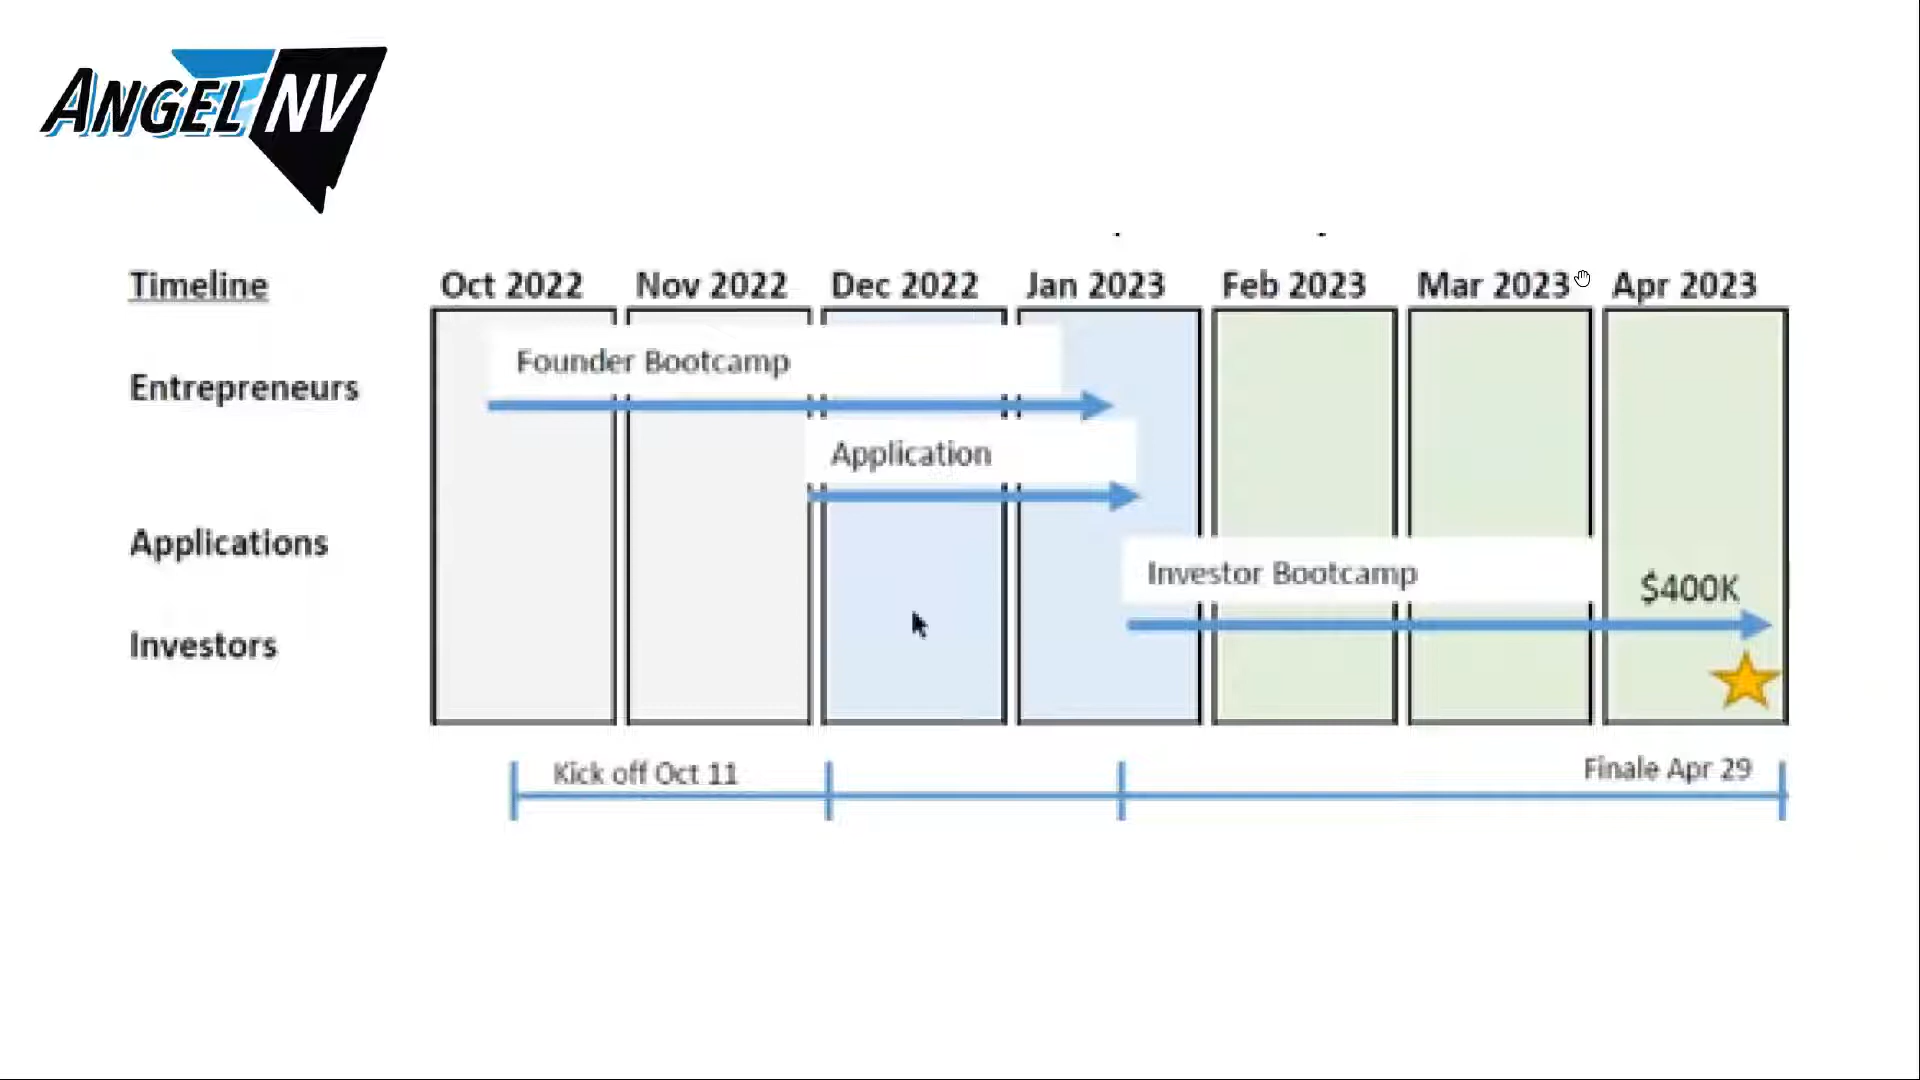 ANGEL NV
Timeline Oct 2022 Nov 2022 Dec 2022 Jan 2023 Feb 2023 Mar 2023 Apr 2023
Founder Bootcamp
Entrepreneurs
Application
Applications
Investor Bootcamp
$400K
Investors
Kick off Oct 11
Finale Apr 29